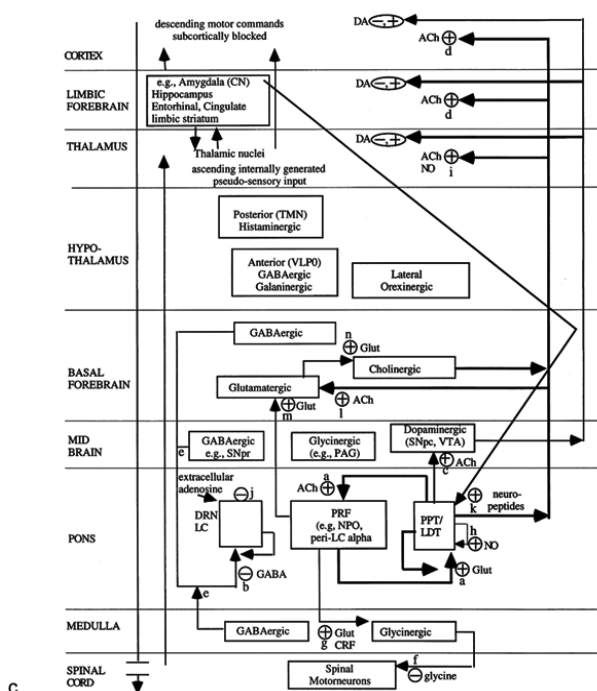 descending motor commands
subcortically blocked
DA
-,+
ACh +
d
CORTEX
LIMBIC
FOREBRAIN
e.g., Amygdala (CN)
Hippocampus
Entorhinal, Cingulate
limbic striatum
DA
-,+
ACh +
d
THALAMUS
Thalamic nuclei
ascending internally generated
pseudo-sensory input
DA
-,+
ACh +
NO i
HYPO-
THALAMUS
Posterior (TMN)
Histaminergic
Anterior (VLP0)
GABAergic
Galaninergic
Lateral
Orexinergic
BASAL
FOREBRAIN
GABAergic
n
+ Glut
Cholinergic
Glutamatergic
+ Glut
m
+ ACh
l
MID
BRAIN
e
GABAergic
e.g., SNpr
Glycinergic
(e.g., PAG)
Dopaminergic
(SNpc, VTA)
+ ACh
c
PONS
extracellular
adenosine
- j
DRN
LC
- GABA
b
e
a
ACh +
PRF
(e.g, NPO,
peri-LC alpha
PPT/
LDT
+ neuro-
k peptides
h
+ NO
+ Glut
a
MEDULLA
GABAergic
+ Glut
g CRF
Glycinergic
SPINAL
CORD
Spinal
Motorneurons
f
- glycine
C